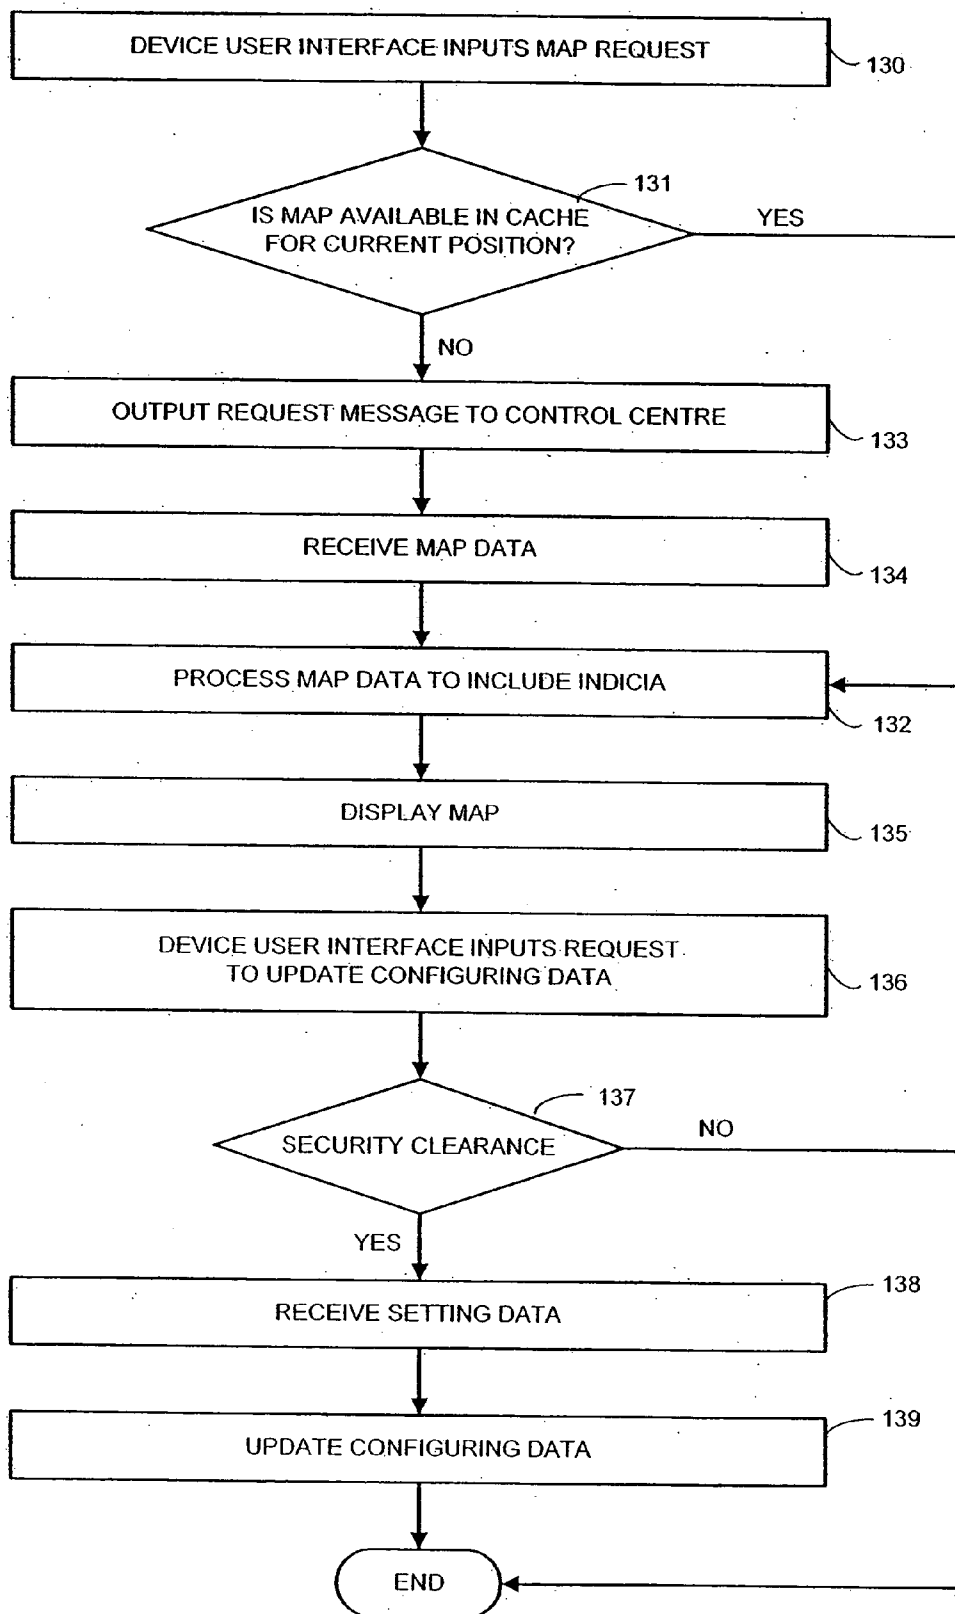 DEVICE USER INTERFACE INPUTS MAP REQUEST
130
131
IS MAP AVAILABLE IN CACHE
FOR CURRENT POSITION?
YES
NO
OUTPUT REQUEST MESSAGE TO CONTROL CENTRE
133
RECEIVE MAP DATA
134
PROCESS MAP DATA TO INCLUDE INDICIA
132
DISPLAY MAP
135
DEVICE USER INTERFACE INPUTS REQUEST
TO UPDATE CONFIGURING DATA
136
137
SECURITY CLEARANCE
NO
YES
138
RECEIVE SETTING DATA
139
UPDATE CONFIGURING DATA
END